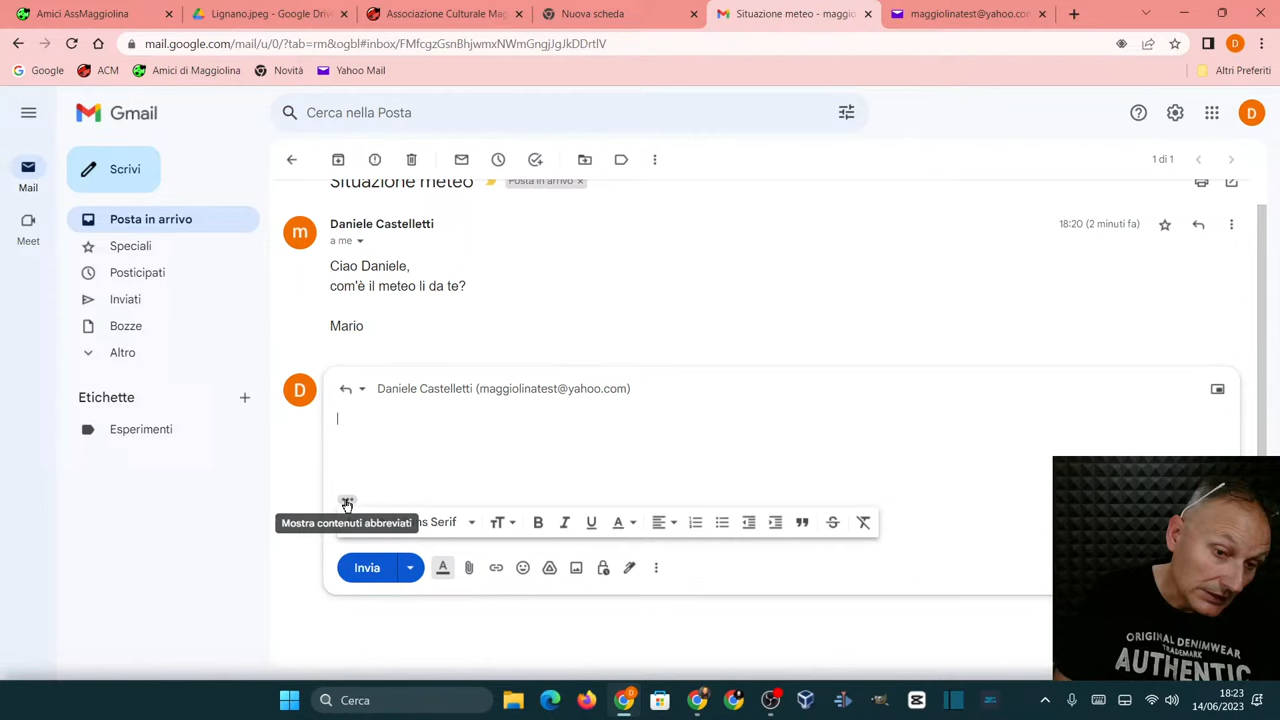 Amici AssMaggiolina
Lignano.jpeg - Google Driv
Associazione Culturale Mag
Nuova scheda
Situazione meteo - maggio
maggiolinatest@yahoo.com
mail.google.com/mail/u/0/?tab=rm&ogbl#inbox/FMfcgzGsnBhjwmxNWmGngjJgJkDDrtlV
D
Google
ACM
Amici di Maggiolina
Novità
Yahoo Mail
Altri Preferiti
Gmail
Cerca nella Posta
D
Mail
Scrivi
1 di 1
Situazione meteo
Posta in arrivo ×
Posta in arrivo
Daniele Castelletti
18:20 (2 minuti fa)
Meet
a me
m
Speciali
Ciao Daniele,
Posticipati
com'è il meteo li da te?
Inviati
Bozze
Mario
Altro
D
Daniele Castelletti (maggiolinatest@yahoo.com)
Etichette
Esperimenti
Mostra contenuti abbreviati
ns Serif
Invia
ORIGINAL DENIMWEAR
TRADEMARK
AUTHENTIC
Cerca
18:23
14/06/2023